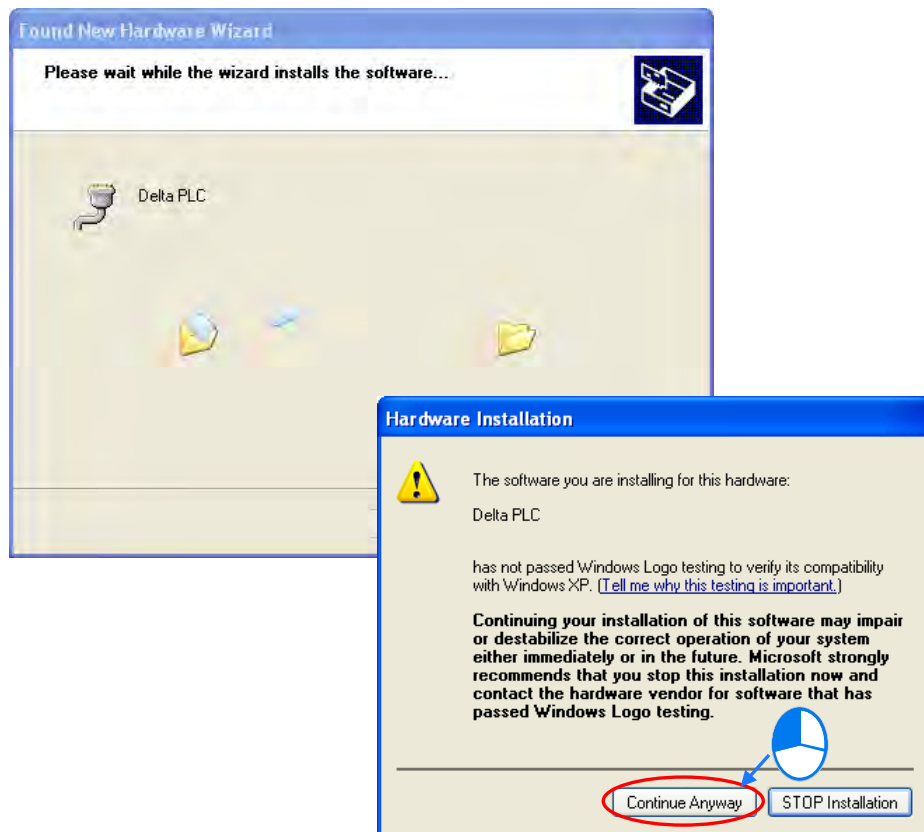 Found New Hardware Wizard
Please wait while the wizard installs the software...
Delta PLC
Hardware Installation
The software you are installing for this hardware:
Delta PLC
has not passed Windows Logo testing to verify its compatibility
with Windows XP. (Tell me why this testing is important.)
Continuing your installation of this software may impair
or destabilize the correct operation of your system
either immediately or in the future. Microsoft strongly
recommends that you stop this installation now and
contact the hardware vendor for software that has
passed Windows Logo testing.
Continue Anyway
STOP Installation